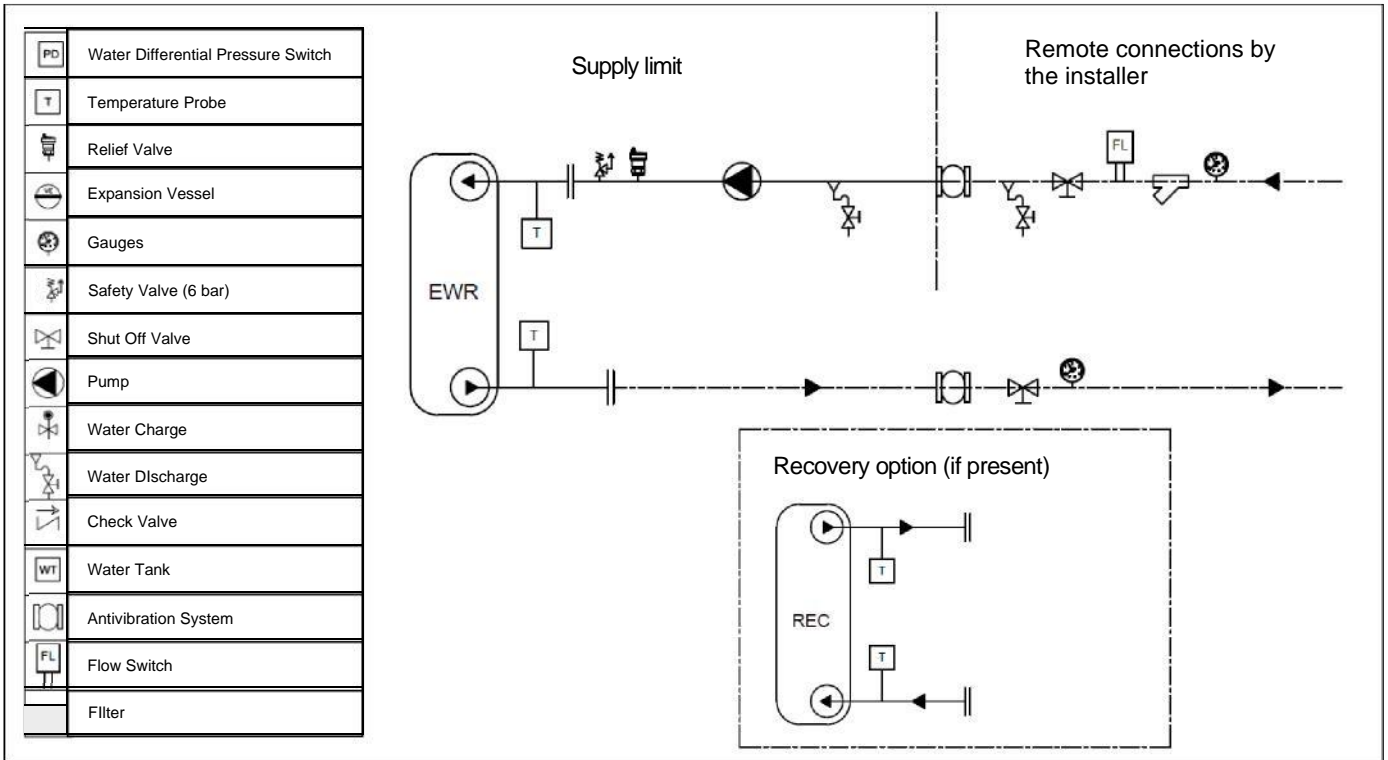 PD
Water Differential Pressure Switch
T
Temperature Probe
Relief Valve
Expansion Vessel
Gauges
Safety Valve (6 bar)
Shut Off Valve
Pump
Water Charge
Water DIscharge
Check Valve
WT
Water Tank
Antivibration System
FL
Flow Switch
FIlter
Supply limit
Remote connections by
the installer
FL
T
EWR
T
Recovery option (if present)
T
REC
T